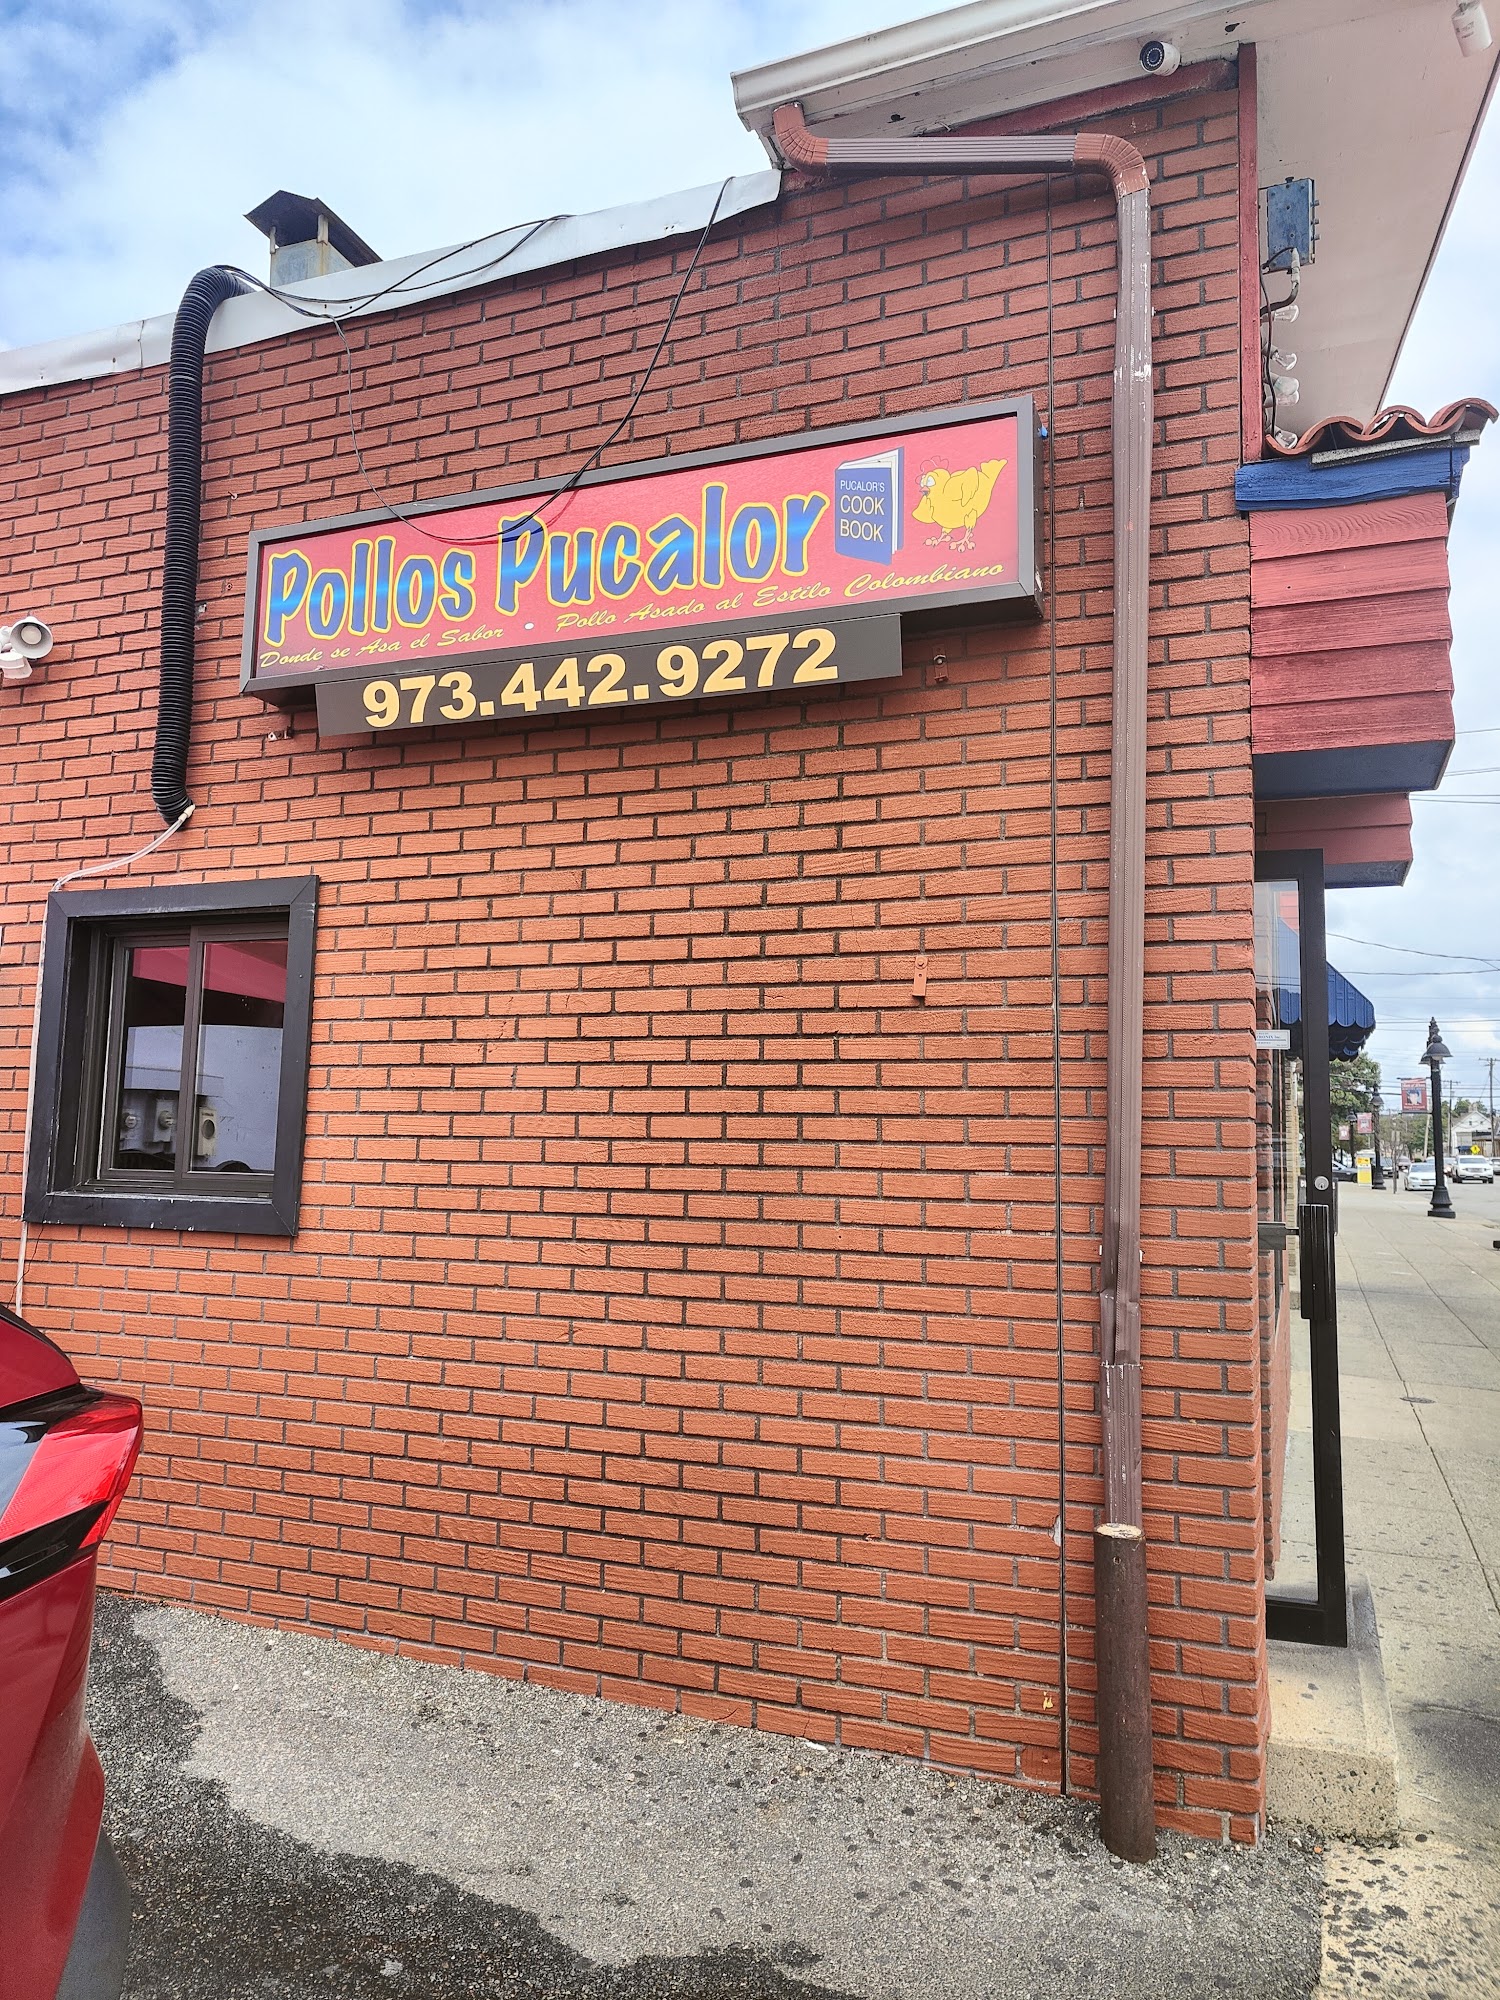 Pollos Pucalor
PUCALOR'S
COOK
BOOK
Donde se Asa el Sabor • Pollo Asado al Estilo Colombiano
973.442.9272